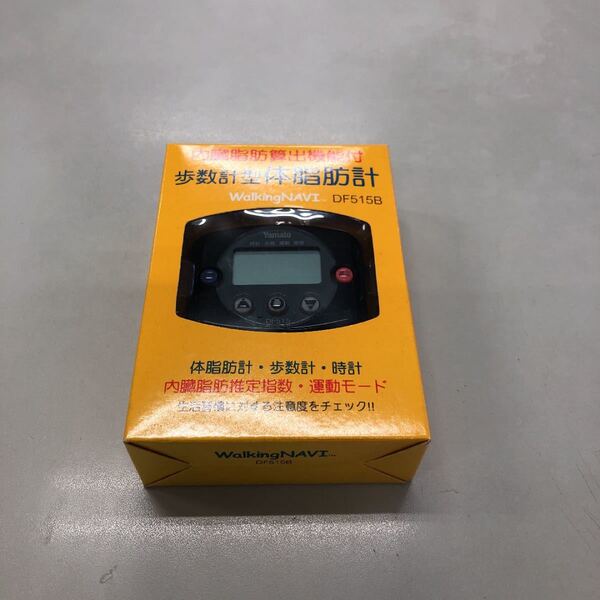 内臓脂肪算出機能付
歩数計型体脂肪計
WalkingNAVI™ DF515B
Yamato
DF515
体脂肪計・歩数計・時計
内臓脂肪推定指数・運動モード
生活習慣に対する注意度をチェック!!
WalkingNAVI™
DF515B